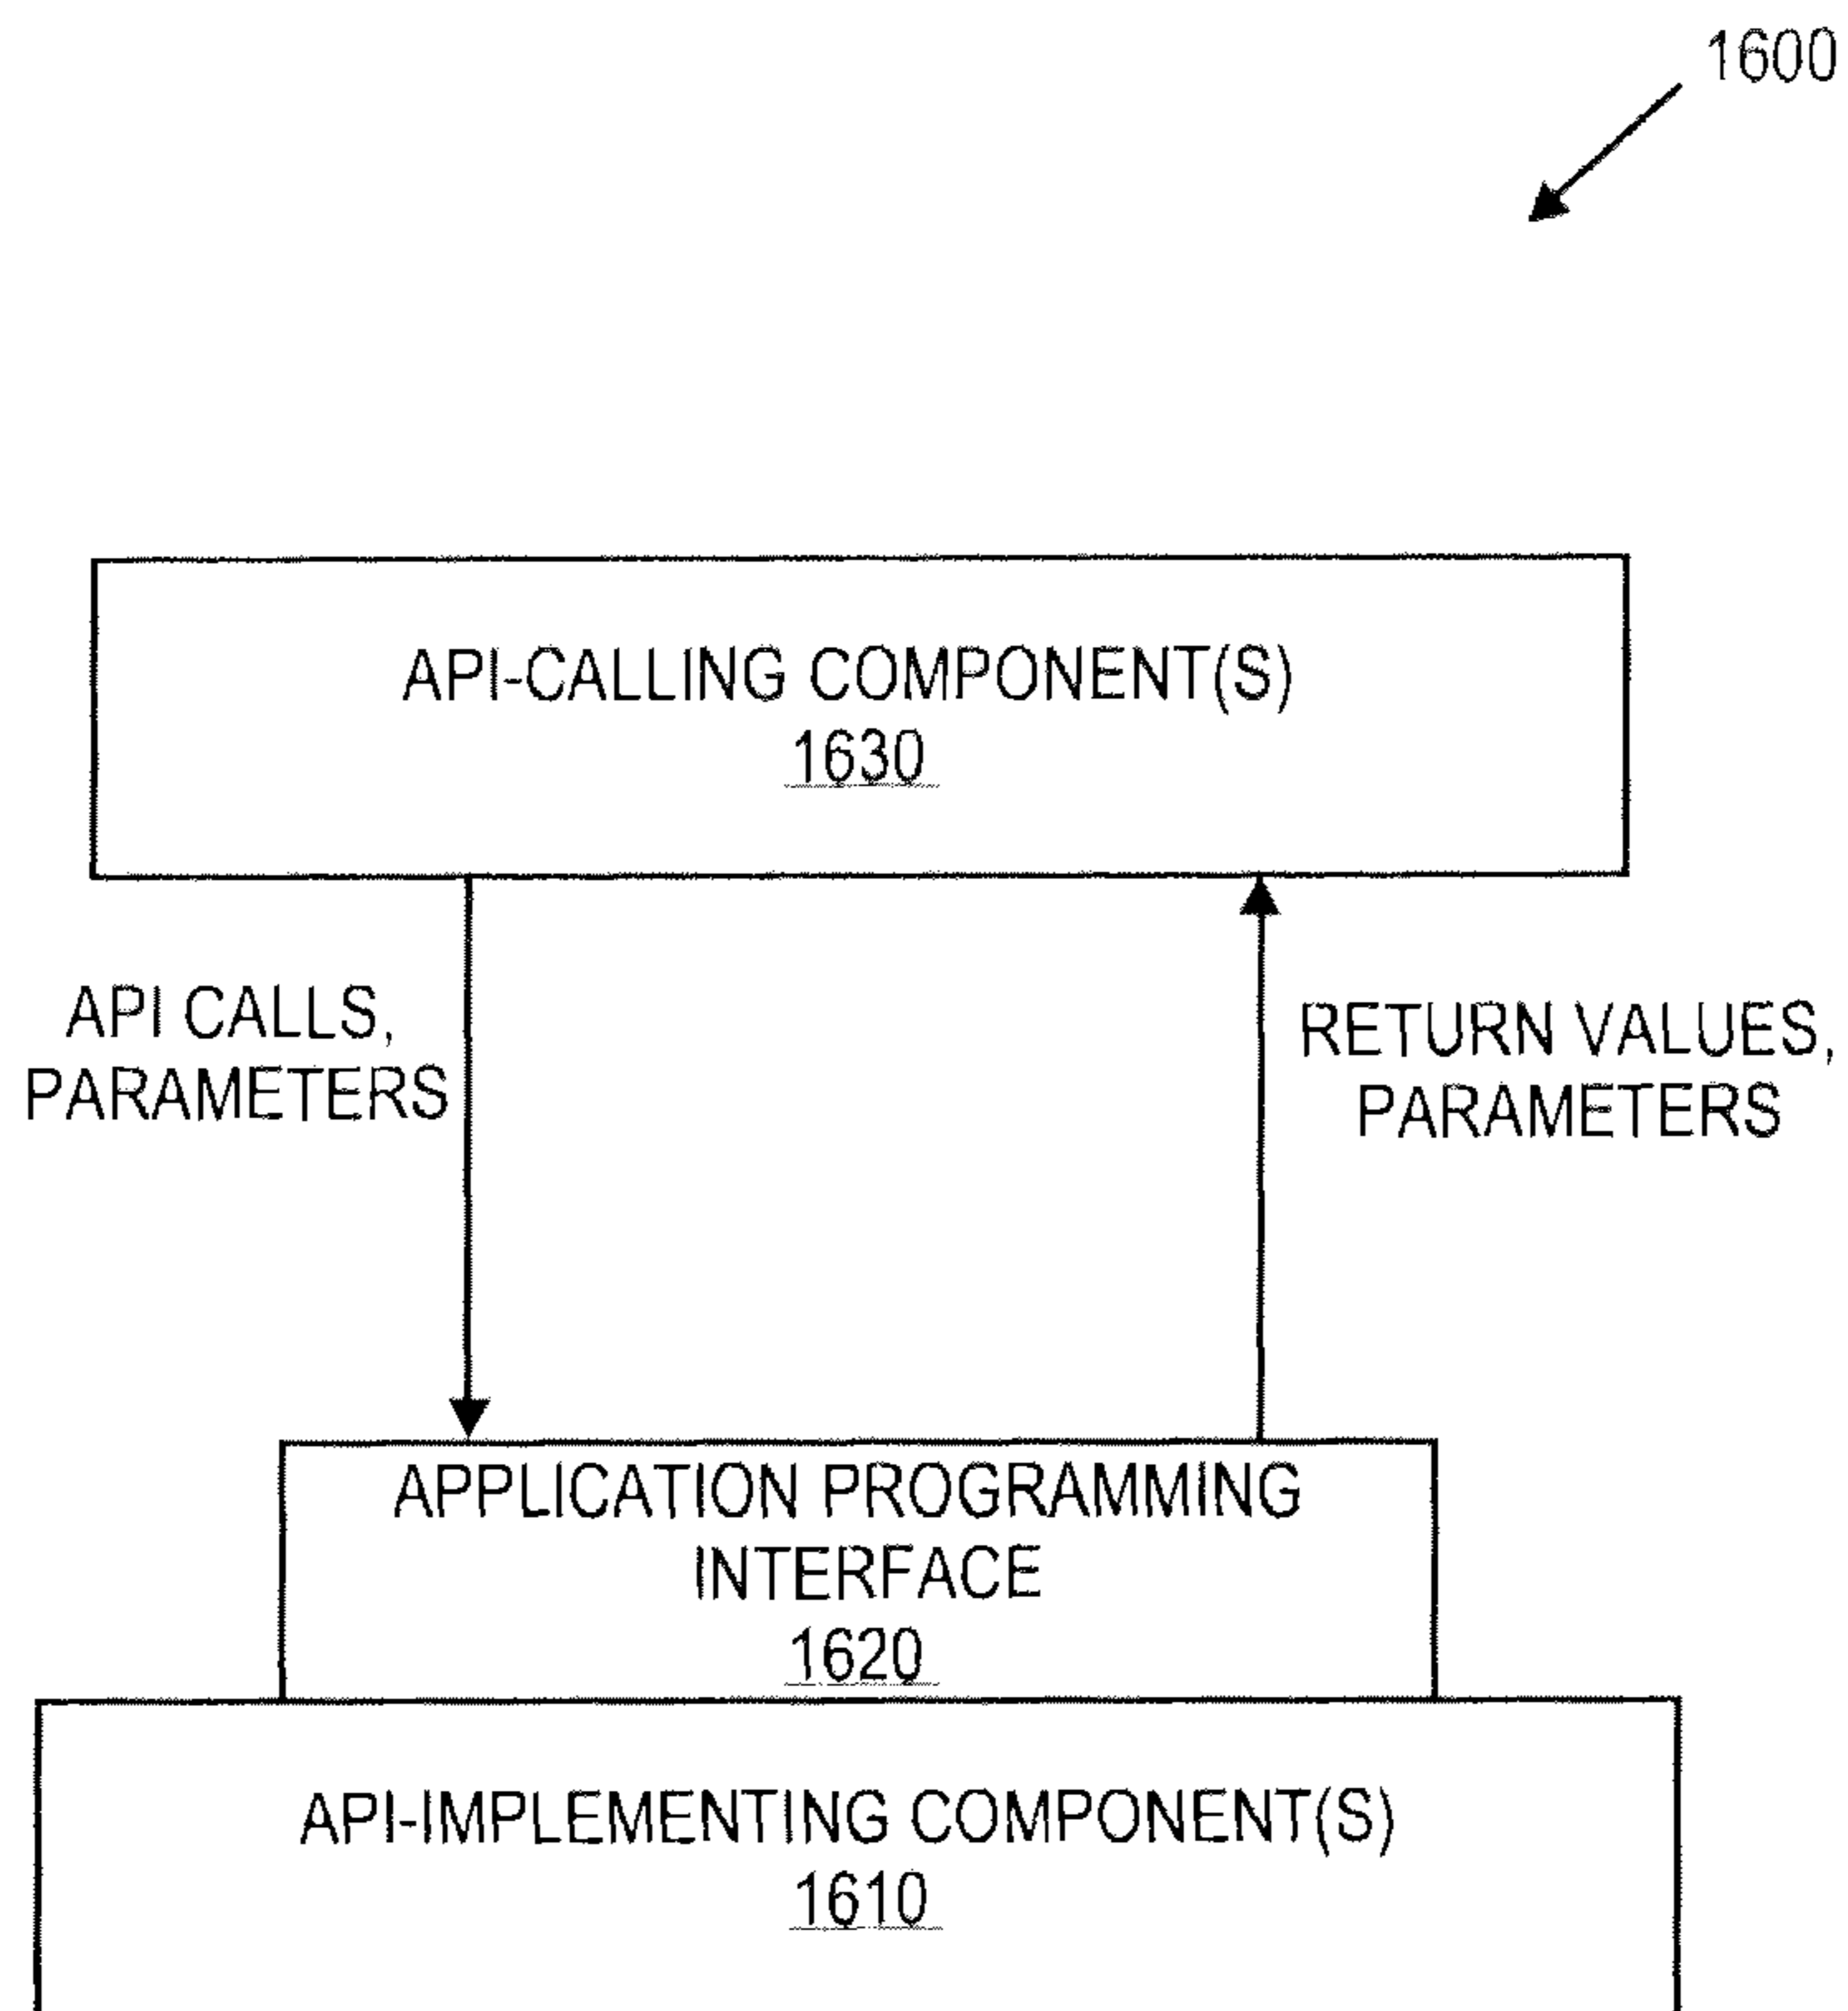 1600
API-CALLING COMPONENT(S)
1630
API CALLS,
PARAMETERS
RETURN VALUES,
PARAMETERS
APPLICATION PROGRAMMING
INTERFACE
1620
API-IMPLEMENTING COMPONENT(S)
1610